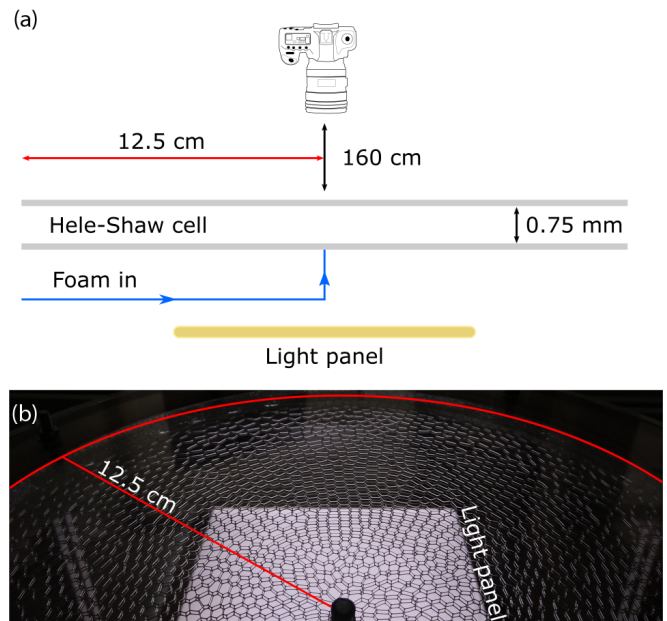 (a)
12.5 cm
160 cm
Hele-Shaw cell
0.75 mm
Foam in
Light panel
(b)
12.5 cm
Light panel